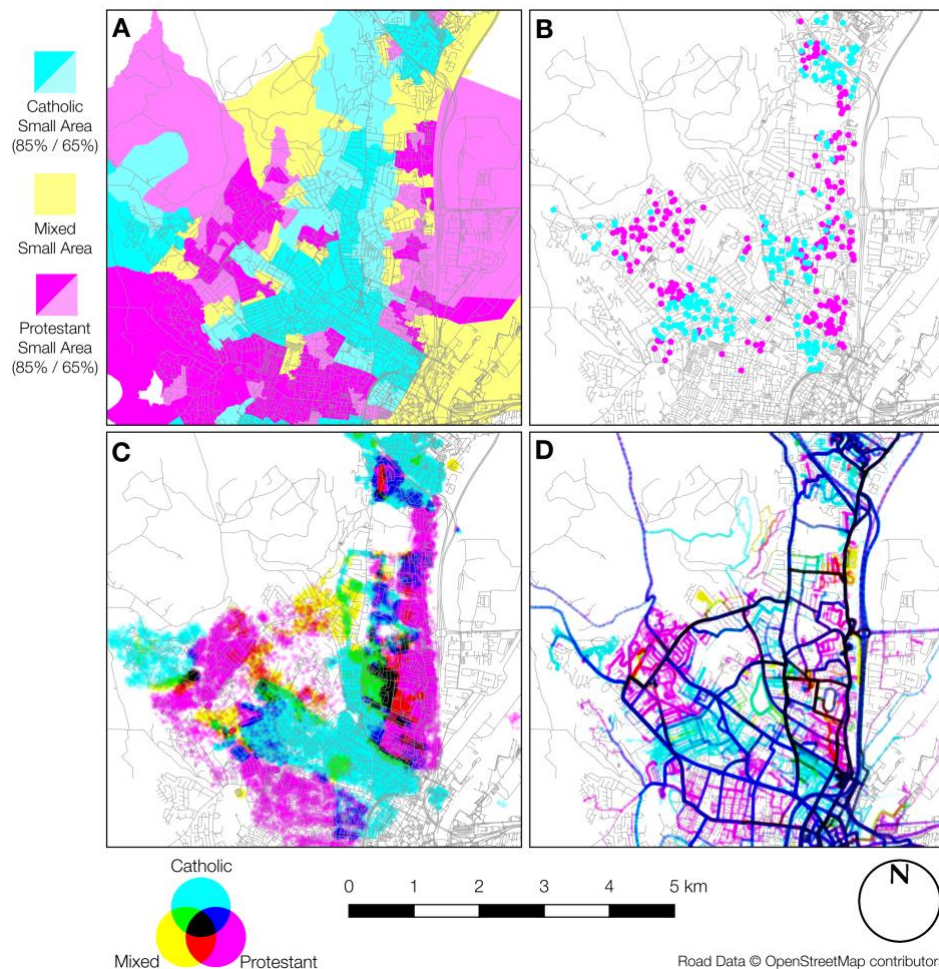 A
B
Catholic
Small Area
(85% / 65%)
Mixed
Small Area
Protestant
Small Area
(85% / 65%)
C
D
Catholic
Mixed
Protestant
0 1 2 3 4 5 km
N
Road Data © OpenStreetMap contributor